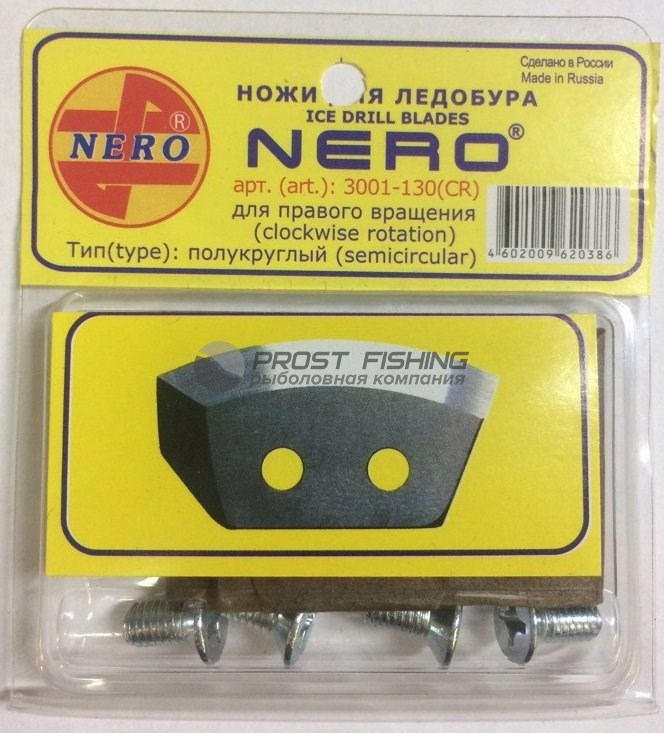 Сделано в России
Made in Russia
NERO
®
НОЖИ ДЛЯ ЛЕДОБУРА
ICE DRILL BLADES
NERO®
арт. (art.): 3001-130(CR)
для правого вращения
(clockwise rotation)
Тип(type): полукруглый (semicircular)
4 602009 620386
PROST FISHING
рыболовная компания